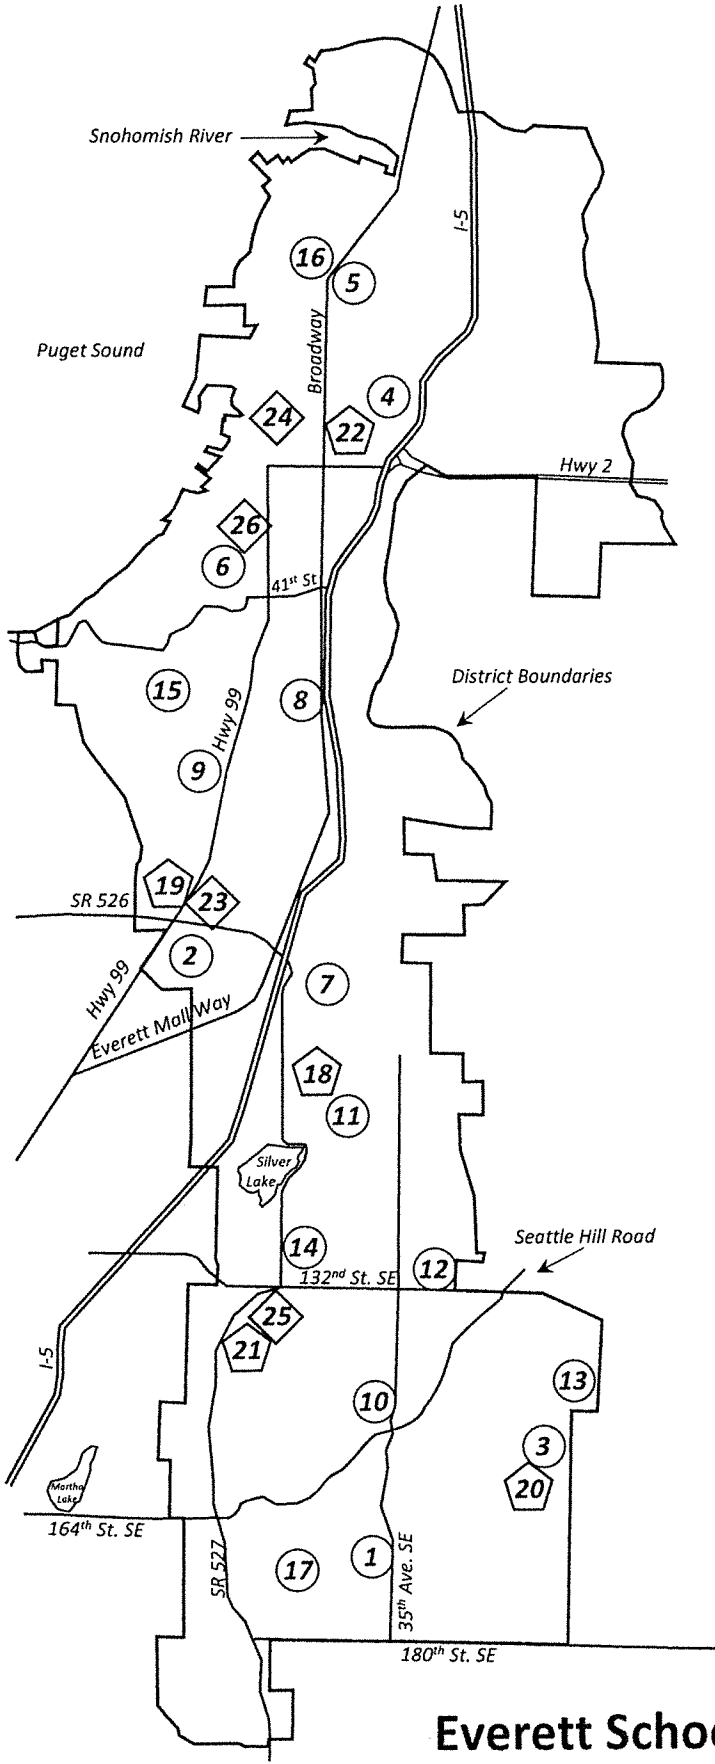 Snohomish River
I-5
16
5
Broadway
Puget Sound
4
24
22
Hwy 2
26
6
41st St
District Boundaries
15
8
Hwy 99
9
19
23
SR 526
2
7
Hwy 99
Everett Mall Way
18
11
Silver
Lake
Seattle Hill Road
14
12
132nd St. SE
25
21
I-5
13
10
3
20
Martha
Lake
164th St. SE
1
17
SR 527
35th Ave. SE
180th St. SE
Everett Schoo